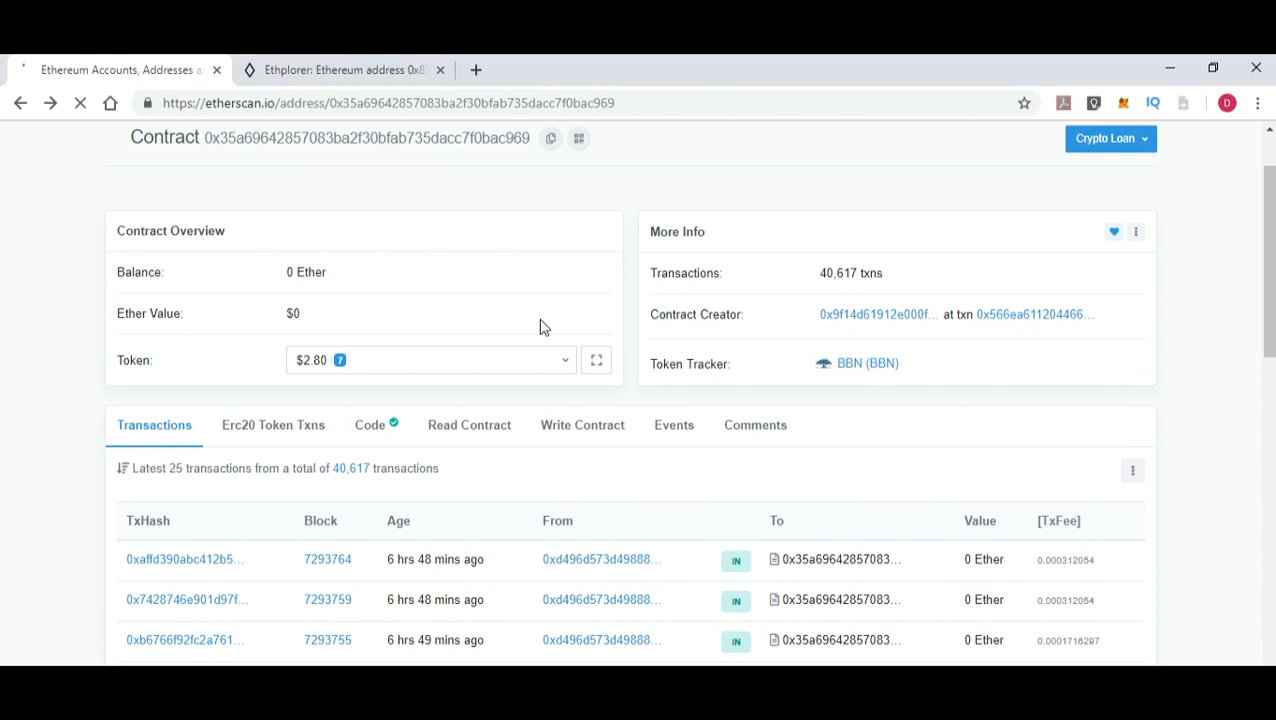 Ethereum Accounts, Addresses a
Ethplorer: Ethereum address 0x8
https://etherscan.io/address/0x35a69642857083ba2f30bfab735dacc7f0bac969
IQ
D
Contract 0x35a69642857083ba2f30bfab735dacc7f0bac969
Crypto Loan
Contract Overview
Balance: 0 Ether
Ether Value: $0
Token: $2.80 7
More Info
Transactions: 40,617 txns
Contract Creator: 0x9f14d61912e000f... at txn 0x566ea611204466...
Token Tracker: BBN (BBN)
Transactions Erc20 Token Txns Code Read Contract Write Contract Events Comments
Latest 25 transactions from a total of 40,617 transactions
TxHash Block Age From To Value [TxFee]
0xaffd390abc412b5... 7293764 6 hrs 48 mins ago 0xd496d573d49888... IN 0x35a69642857083... 0 Ether 0.000312054
0x7428746e901d97f... 7293759 6 hrs 48 mins ago 0xd496d573d49888... IN 0x35a69642857083... 0 Ether 0.000312054
0xb6766f92fc2a761... 7293755 6 hrs 49 mins ago 0xd496d573d49888... IN 0x35a69642857083... 0 Ether 0.0001716297